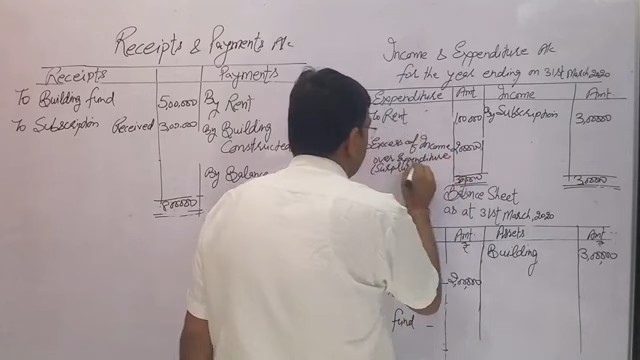 Receipts & Payments A/c
Receipts Payments
To Building fund 5,00,000 By Rent
To Subscription Received 3,00,000 By Building
Constructed
By Balance
8,00,000
Income & Expenditure A/c
for the year ending on 31st March, 2020
Expenditure Amt Income Amt
To Rent 1,00,000 By Subscription 3,00,000
Excess of Income 2,00,000
over Expenditure
3,00,000
Balance Sheet
as at 31st March, 2020
Amt Assets Amt
₹ ₹
Building 3,00,000
2,00,000
fund